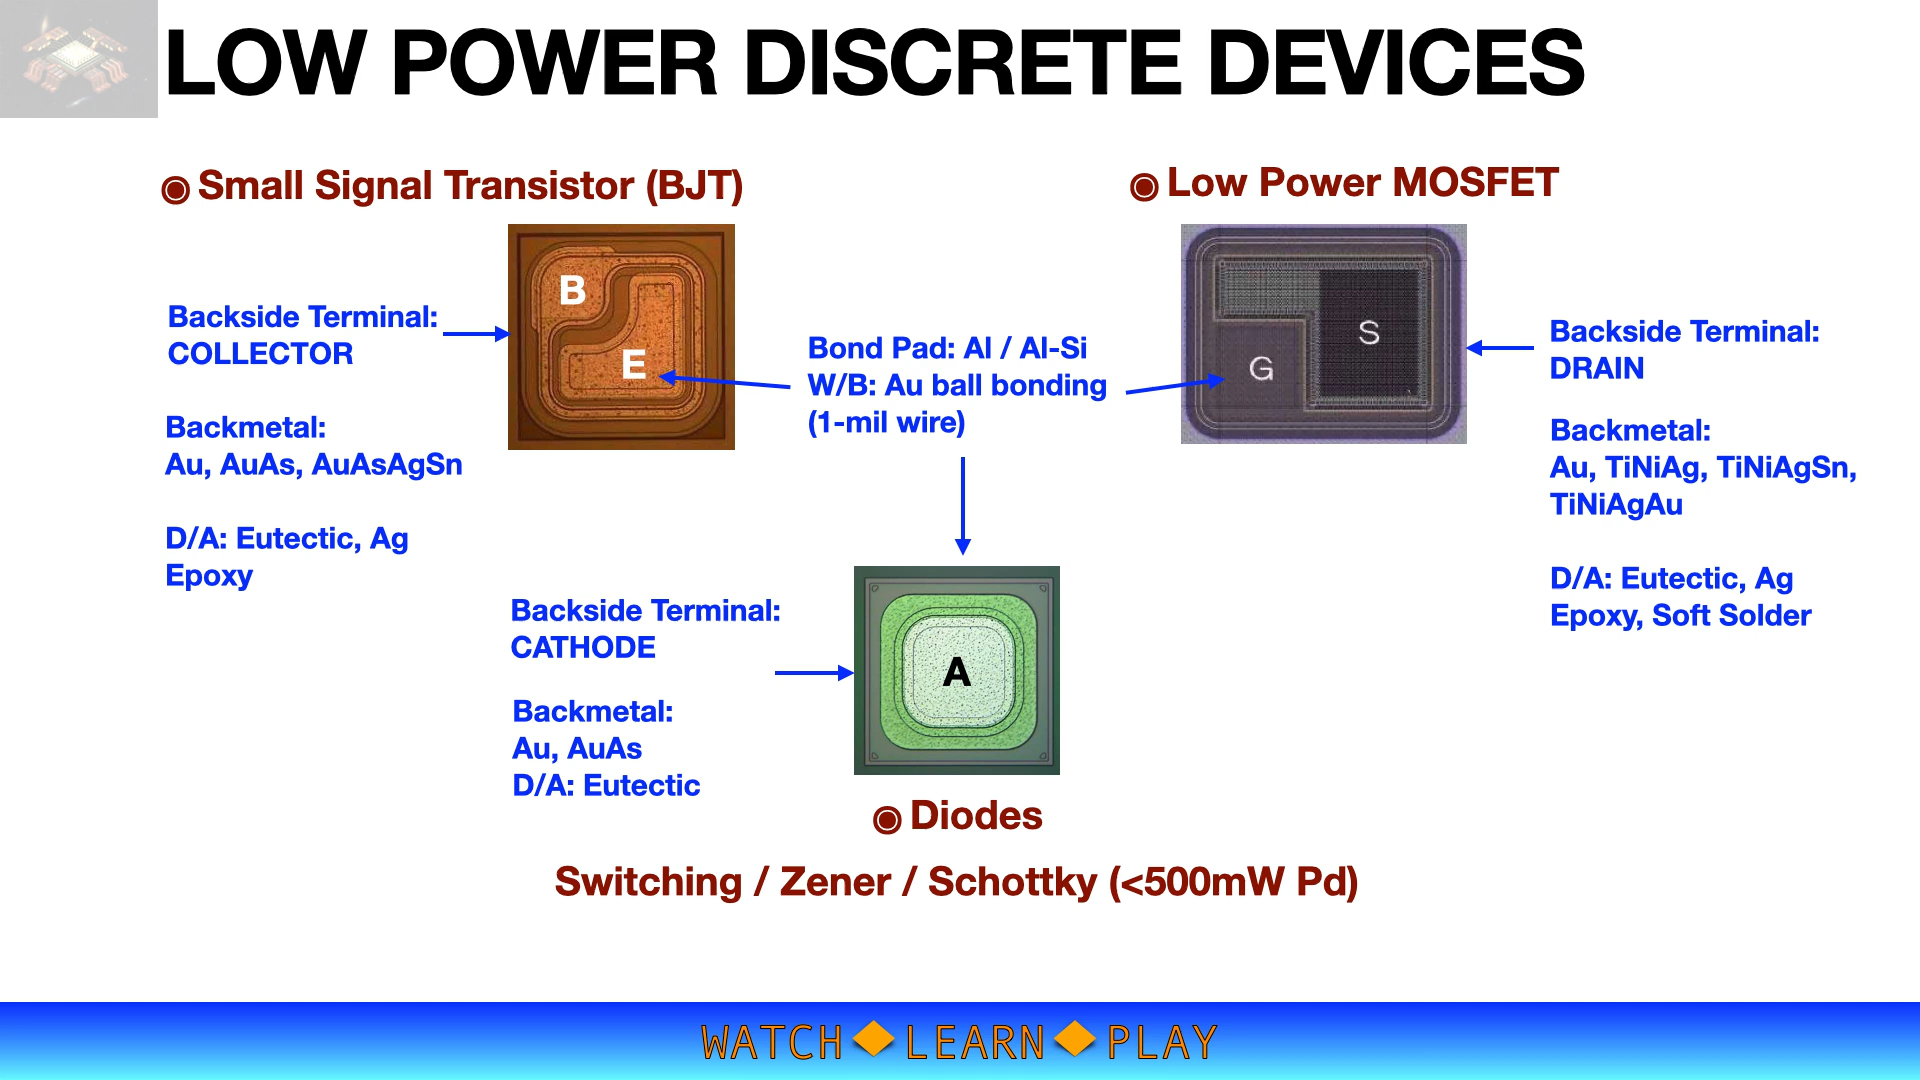 LOW POWER DISCRETE DEVICES
◉ Small Signal Transistor (BJT)
B
E
Backside Terminal:
COLLECTOR
Backmetal:
Au, AuAs, AuAsAgSn
D/A: Eutectic, Ag
Epoxy
Bond Pad: Al / Al-Si
W/B: Au ball bonding
(1-mil wire)
◉ Low Power MOSFET
S
G
Backside Terminal:
DRAIN
Backmetal:
Au, TiNiAg, TiNiAgSn,
TiNiAgAu
D/A: Eutectic, Ag
Epoxy, Soft Solder
Backside Terminal:
CATHODE
Backmetal:
Au, AuAs
D/A: Eutectic
A
◉ Diodes
Switching / Zener / Schottky (<500mW Pd)
WATCH◆LEARN◆PLAY